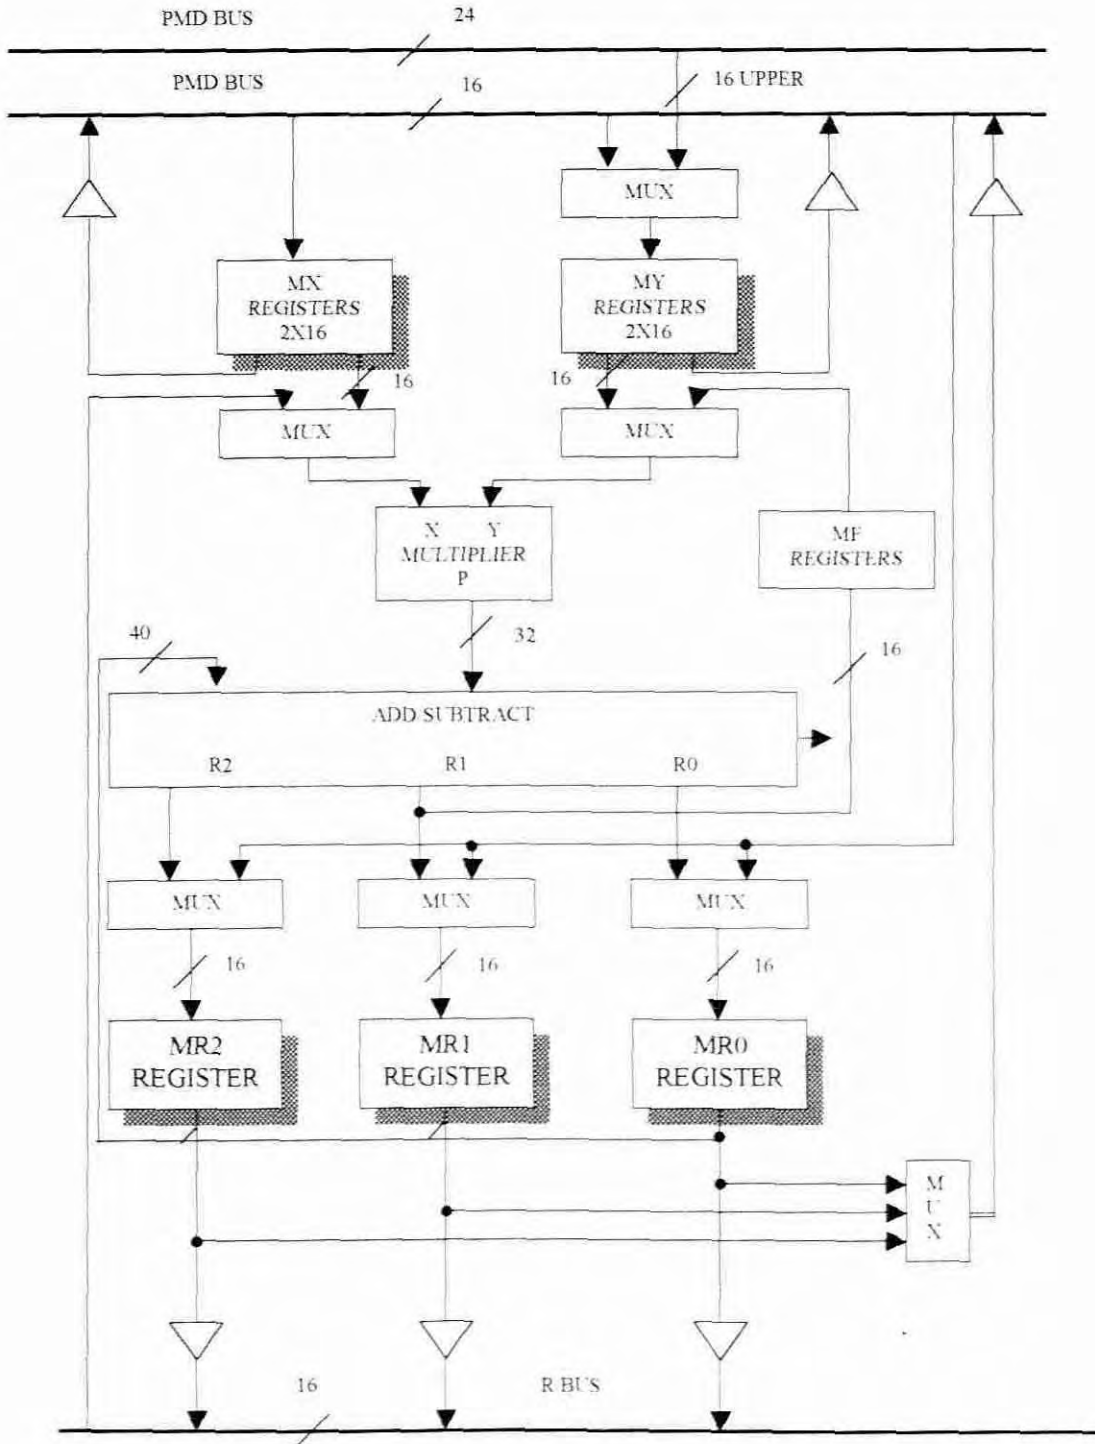 PMD BUS
24
PMD BUS
16
16 UPPER
MUX
MX
REGISTERS
2X16
MY
REGISTERS
2X16
16
16
MUX
MUX
X Y
MULTIPLIER
P
MF
REGISTERS
40
32
16
ADD SUBTRACT
R2
R1
R0
MUX
MUX
MUX
16
16
16
MR2
REGISTER
MR1
REGISTER
MR0
REGISTER
M
U
X
16
R BUS